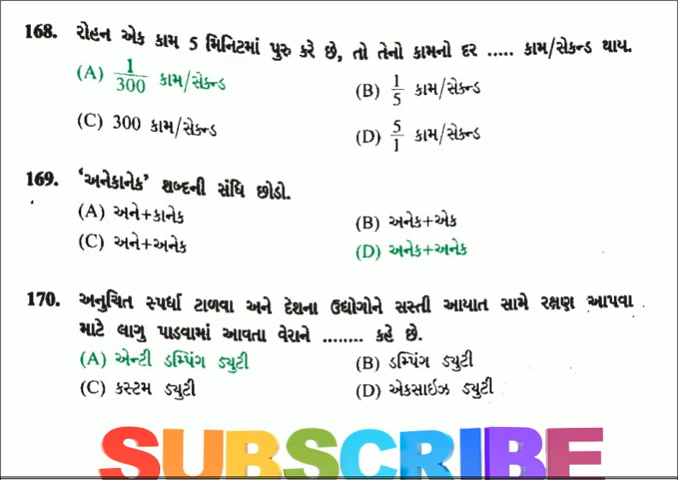 168. રોહન એક કામ 5 મિનિટમાં પુરુ કરે છે, તો તેનો કામનો દર ..... કામ/સેકન્ડ થાય.
(A) 1/300 કામ/સેકન્ડ (B) 1/5 કામ/સેકન્ડ
(C) 300 કામ/સેકન્ડ (D) 5/1 કામ/સેકન્ડ
169. ‘અનેકાનેક’ શબ્દની સંધિ છોડો.
(A) અને+કાનેક (B) અનેક+એક
(C) અને+અનેક (D) અનેક+અનેક
170. અનુચિત સ્પર્ધા ટાળવા અને દેશના ઉદ્યોગોને સસ્તી આયાત સામે રક્ષણ આપવા
માટે લાગુ પાડવામાં આવતા વેરાને ........ કહે છે.
(A) એન્ટી ડમ્પિંગ ડ્યુટી (B) ડમ્પિંગ ડ્યુટી
(C) કસ્ટમ ડ્યુટી (D) એકસાઇઝ ડ્યુટી
SUBSCRIBE